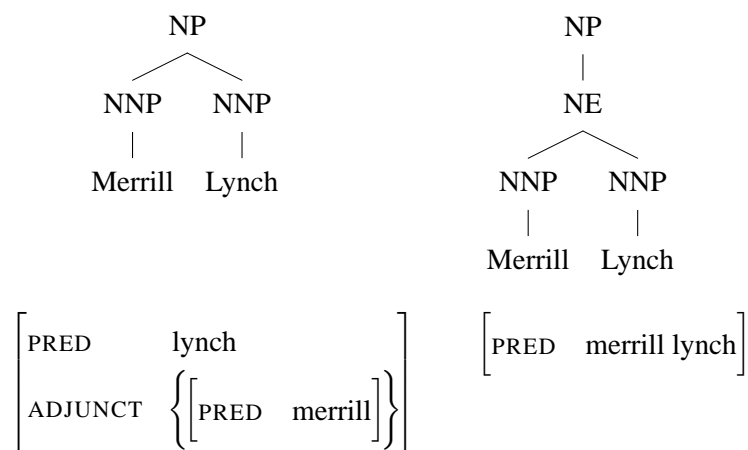 NP
NNP NNP
Merrill Lynch
NP
NE
NNP NNP
Merrill Lynch
PRED lynch
ADJUNCT {[PRED merrill]}
[PRED merrill lynch]